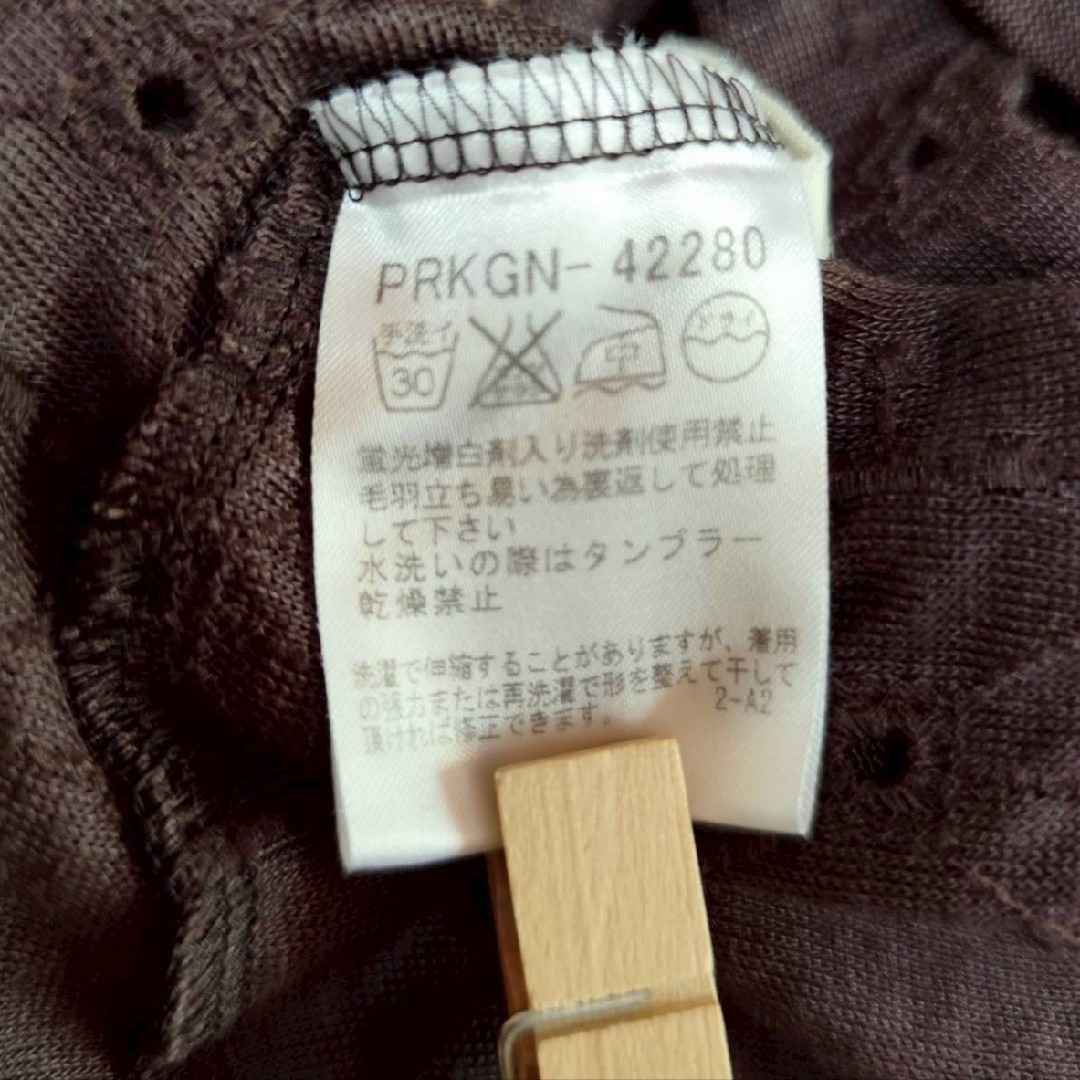 PRKGN-42280
手洗イ 中 ドライ
30
蛍光増白剤入り洗剤使用禁止
毛羽立ち易い為裏返して処理
して下さい
水洗いの際はタンブラー
乾燥禁止
洗濯で伸縮することがありますが、着用
の張力または再洗濯で形を整えて干して
頂ければ修正できます。 2-A2